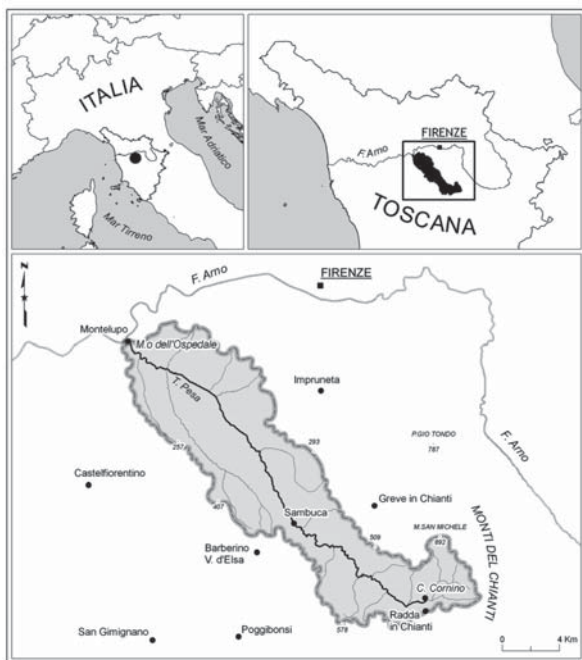 ITALIA
Mar Adriatico
Mar Tirreno
FIRENZE
F. Arno
TOSCANA
N
F. Arno
FIRENZE
Montelupo
M.o dell'Ospedale
T. Pesa
Impruneta
P.GIO TONDO
767
F. Arno
293
257
Castelfiorentino
407
Sambuca
Greve in Chianti
M.SAN MICHELE
892
509
MONTI DEL CHIANTI
Barberino
V. d'Elsa
C. Cornino
Radda
in Chianti
578
San Gimignano
Poggibonsi
0
4 Km